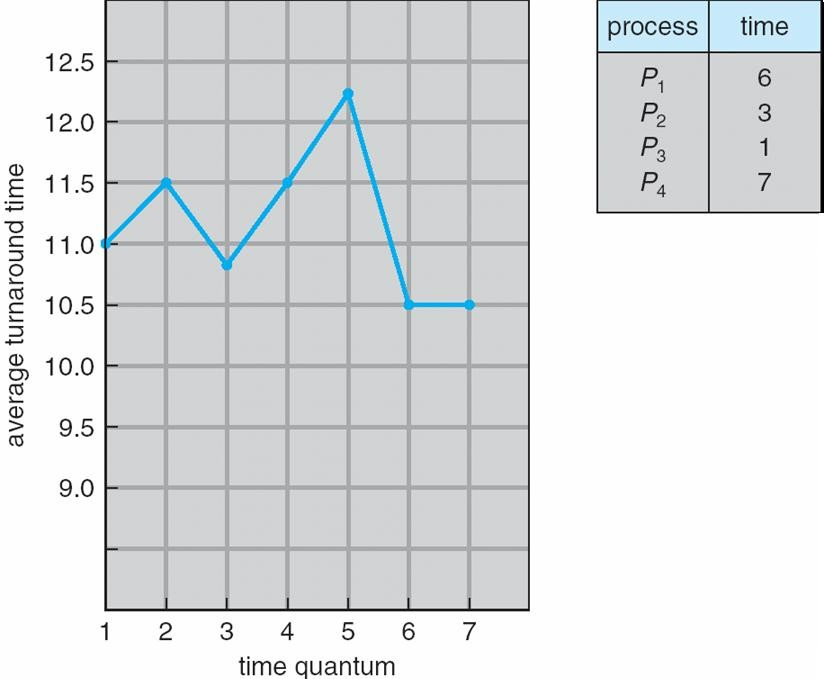 12.5
12.0
11.5
11.0
10.5
10.0
9.5
9.0
average turnaround time
1 2 3 4 5 6 7
time quantum
process time
P1 6
P2 3
P3 1
P4 7